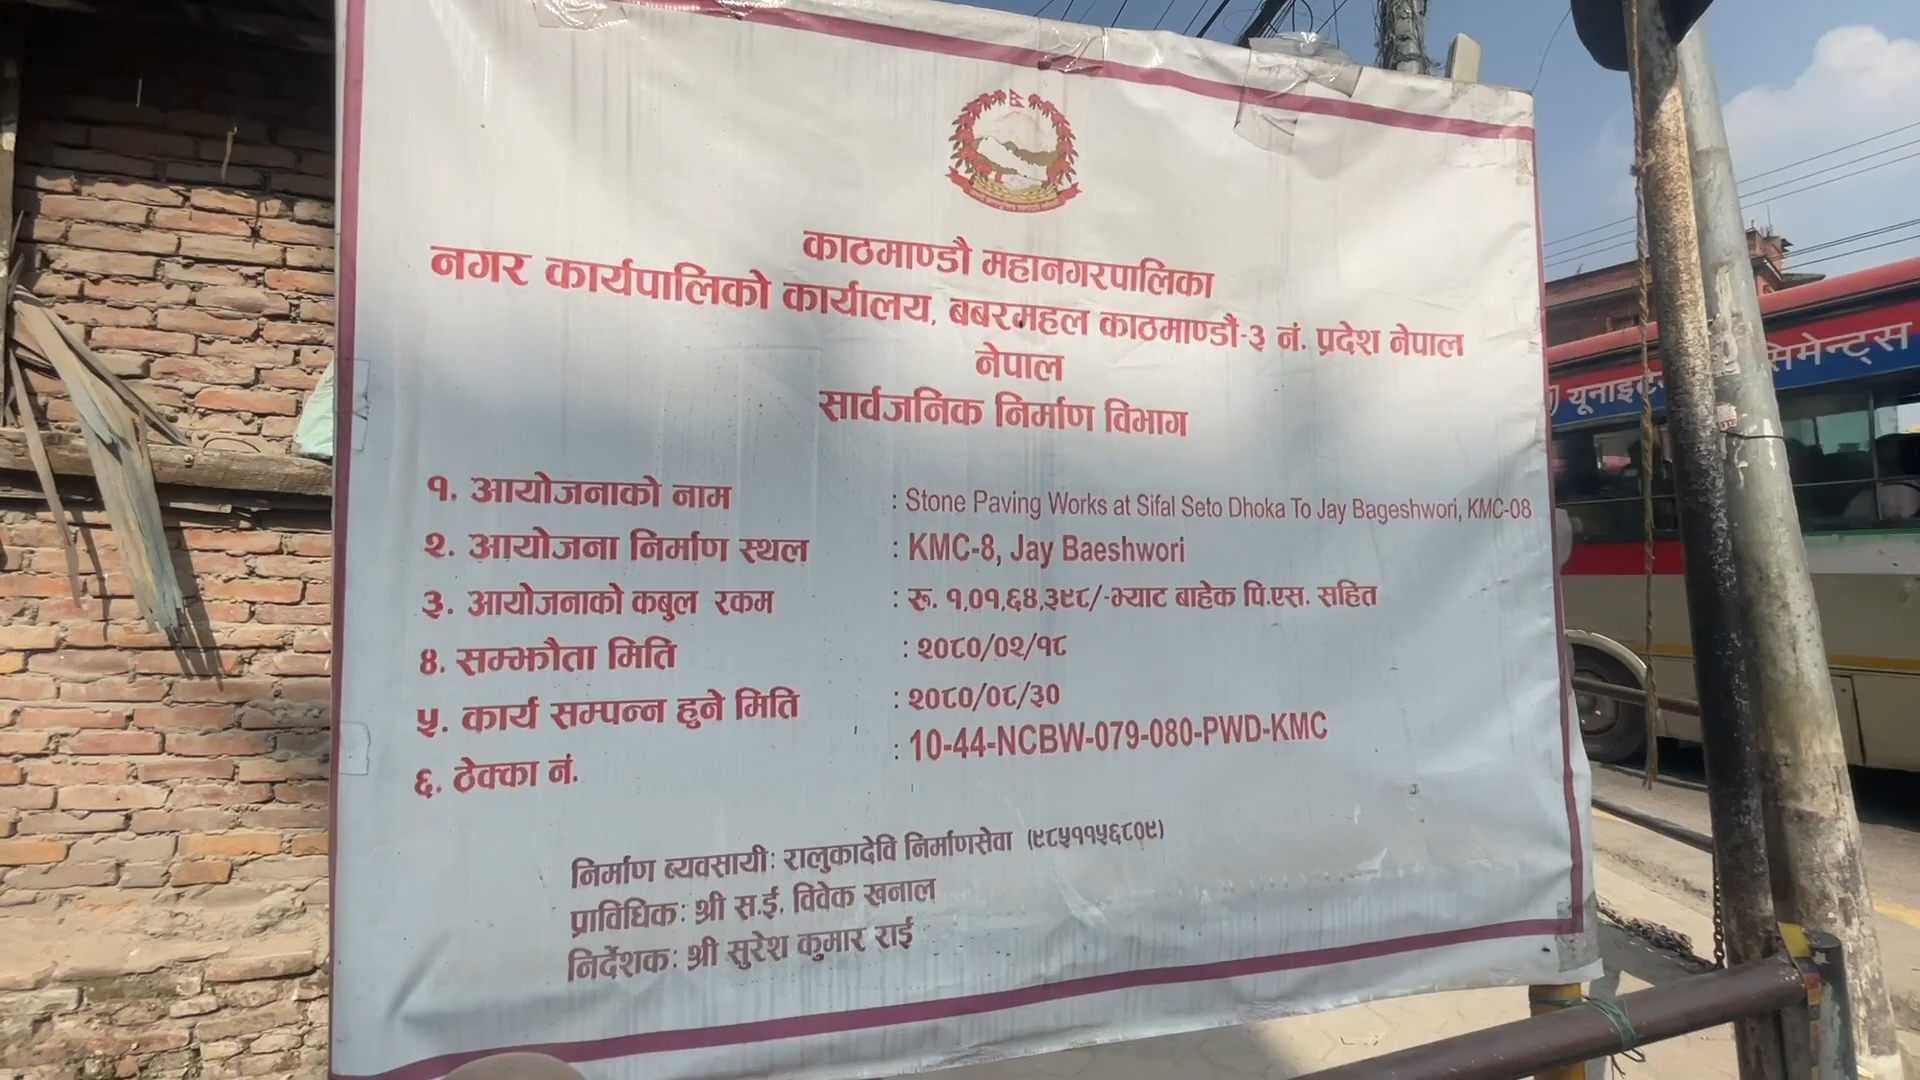 काठमाण्डौ महानगरपालिका
नगर कार्यपालिकाको कार्यालय, बबरमहल काठमाण्डौ-३ नं. प्रदेश नेपाल
नेपाल
सार्वजनिक निर्माण विभाग
१. आयोजनाको नाम : Stone Paving Works at Sifal Seto Dhoka To Jay Bageshwori, KMC-08
२. आयोजना निर्माण स्थल : KMC-8, Jay Baeshwori
३. आयोजनाको कबुल रकम : रू. १,०१,६४,३९८/-भ्याट बाहेक पि.एस. सहित
४. सम्झौता मिति : २०८०/०२/१८
५. कार्य सम्पन्न हुने मिति : २०८०/०८/३०
६. ठेक्का नं. : 10-44-NCBW-079-080-PWD-KMC
निर्माण ब्यवसायी: रालुकादेवि निर्माणसेवा (९८५११५६८०९)
प्राविधिक: श्री स.ई. विवेक खनाल
निर्देशक: श्री सुरेश कुमार राई
सिमेन्ट्स